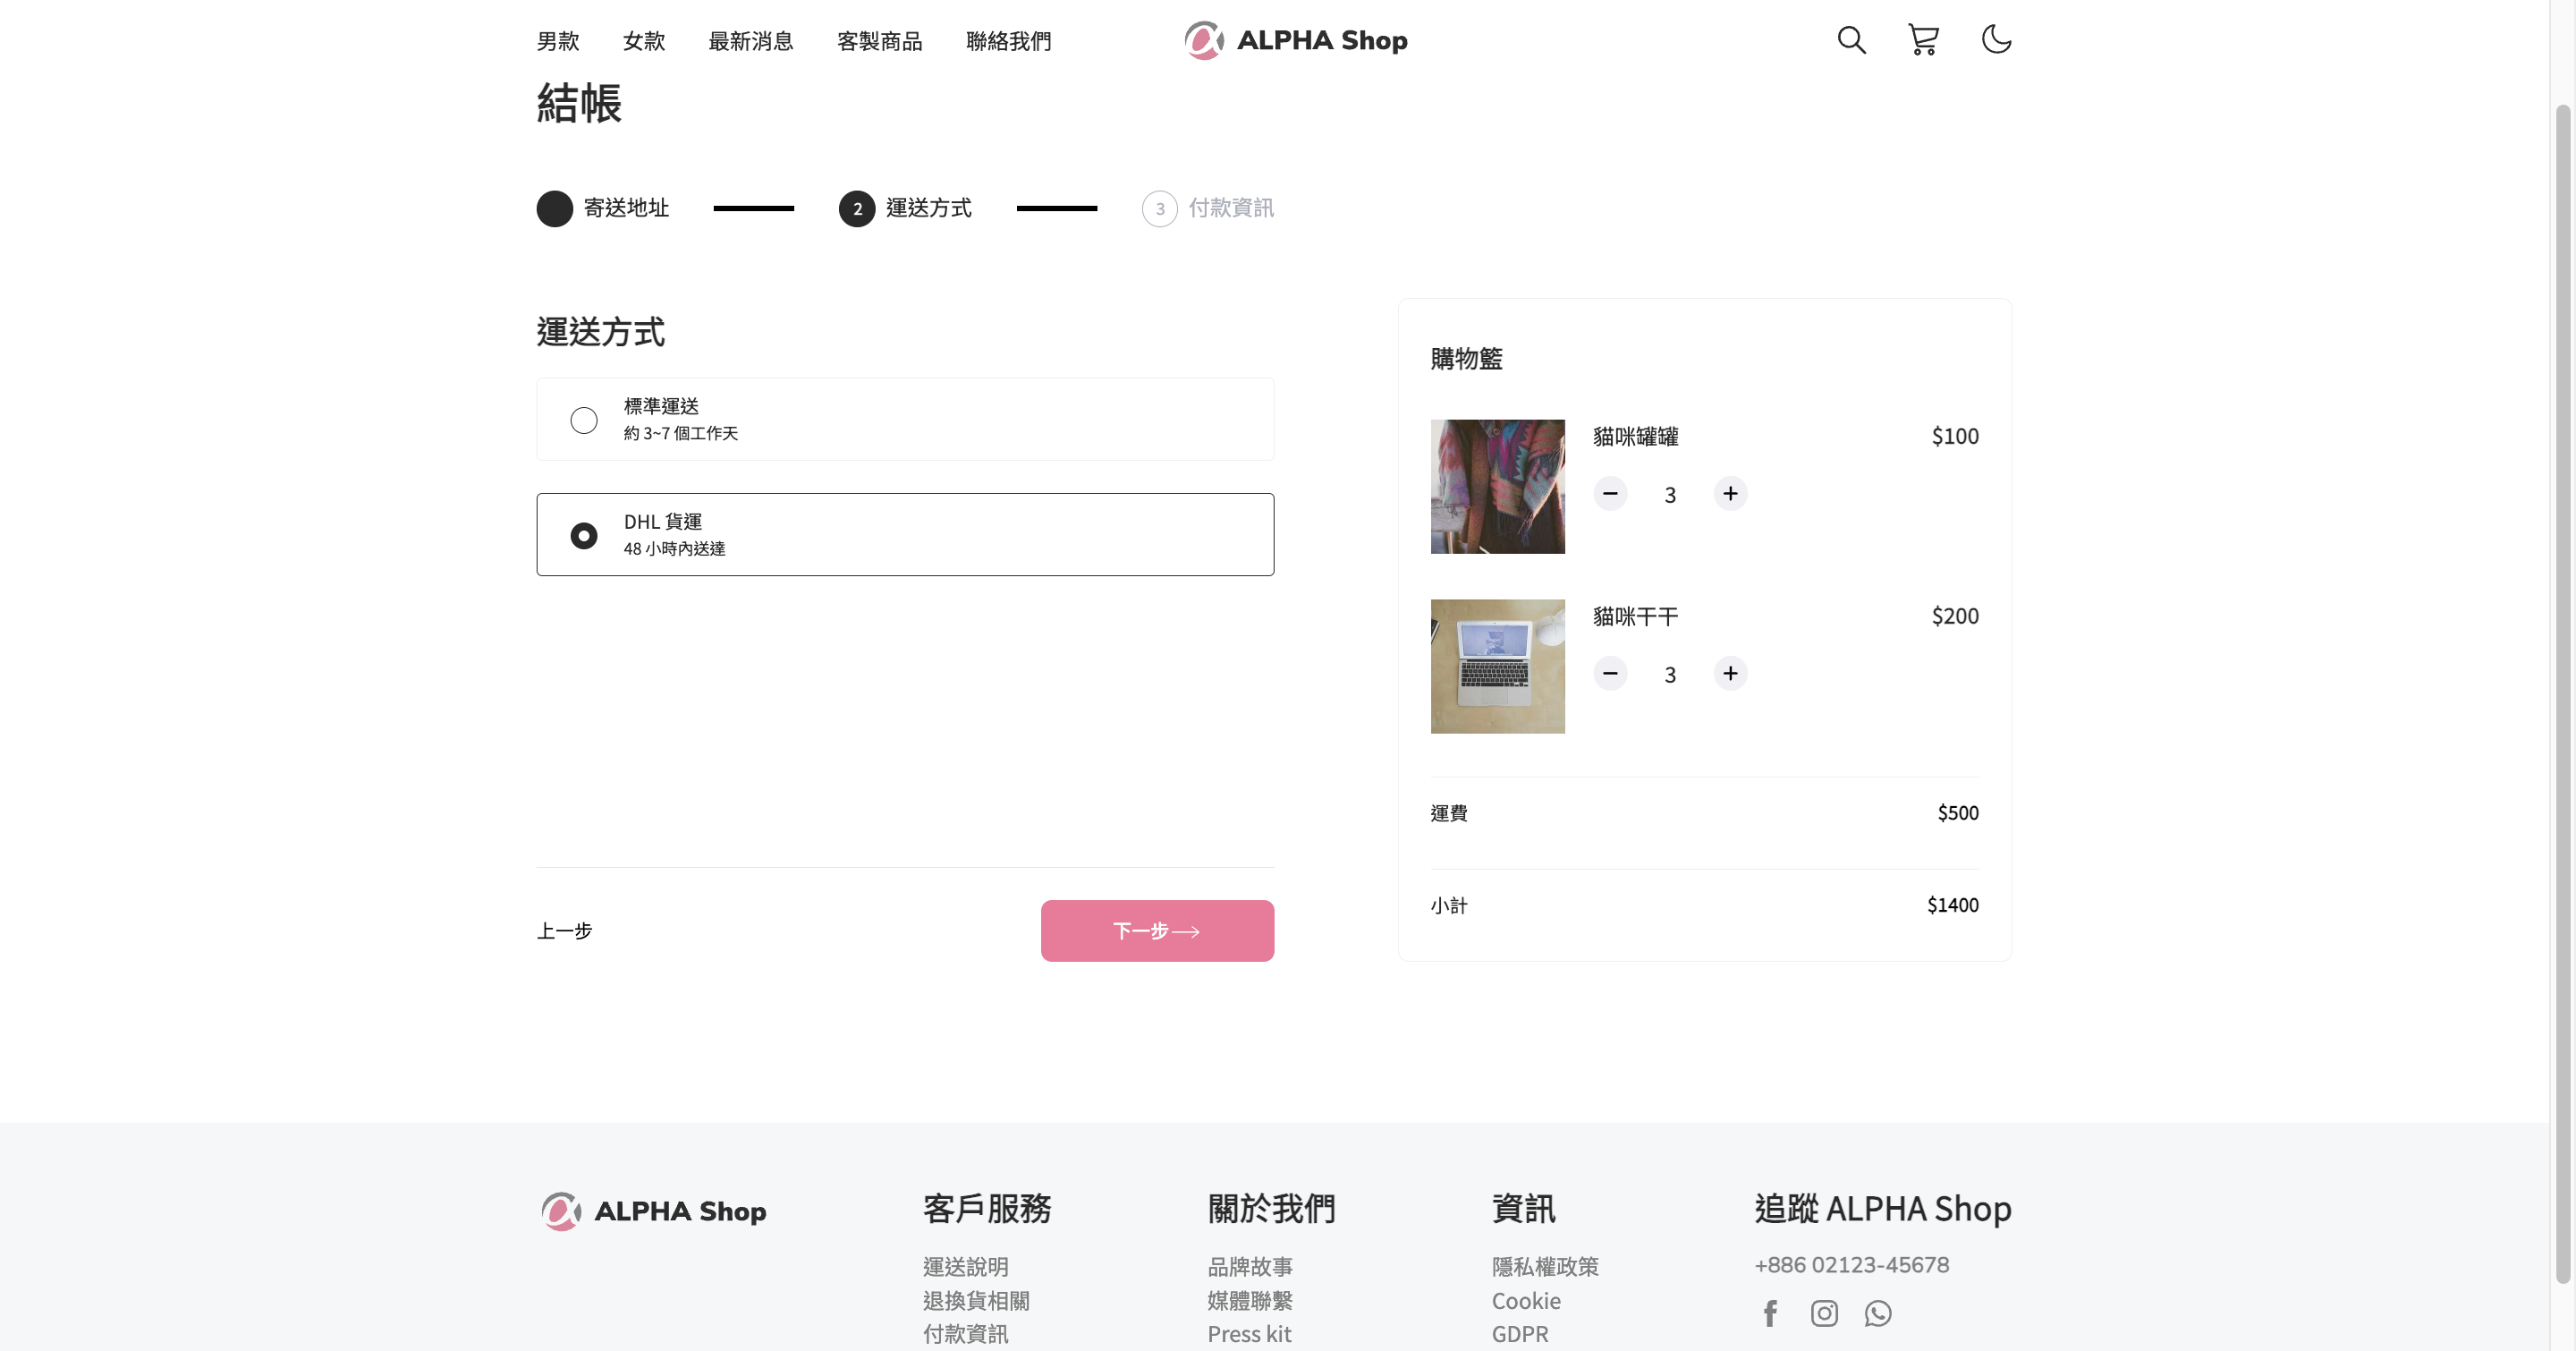 男款 女款 最新消息 客製商品 聯絡我們
ALPHA Shop
結帳
寄送地址
2 運送方式
3 付款資訊
運送方式
標準運送
約 3~7 個工作天
DHL 貨運
48 小時內送達
上一步
下一步
購物籃
貓咪罐罐 $100
3
貓咪干干 $200
3
運費 $500
小計 $1400
ALPHA Shop
客戶服務
運送說明
退換貨相關
付款資訊
關於我們
品牌故事
媒體聯繫
Press kit
資訊
隱私權政策
Cookie
GDPR
追蹤 ALPHA Shop
+886 02123-45678